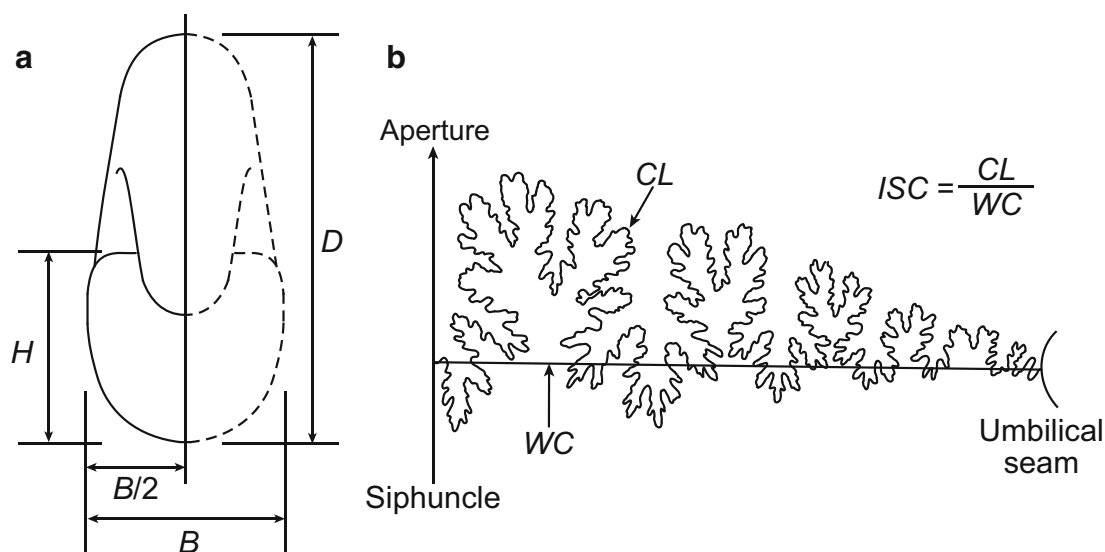 a
H
D
B/2
B
b
Aperture
CL
ISC = CL / WC
WC
Siphuncle
Umbilical
seam